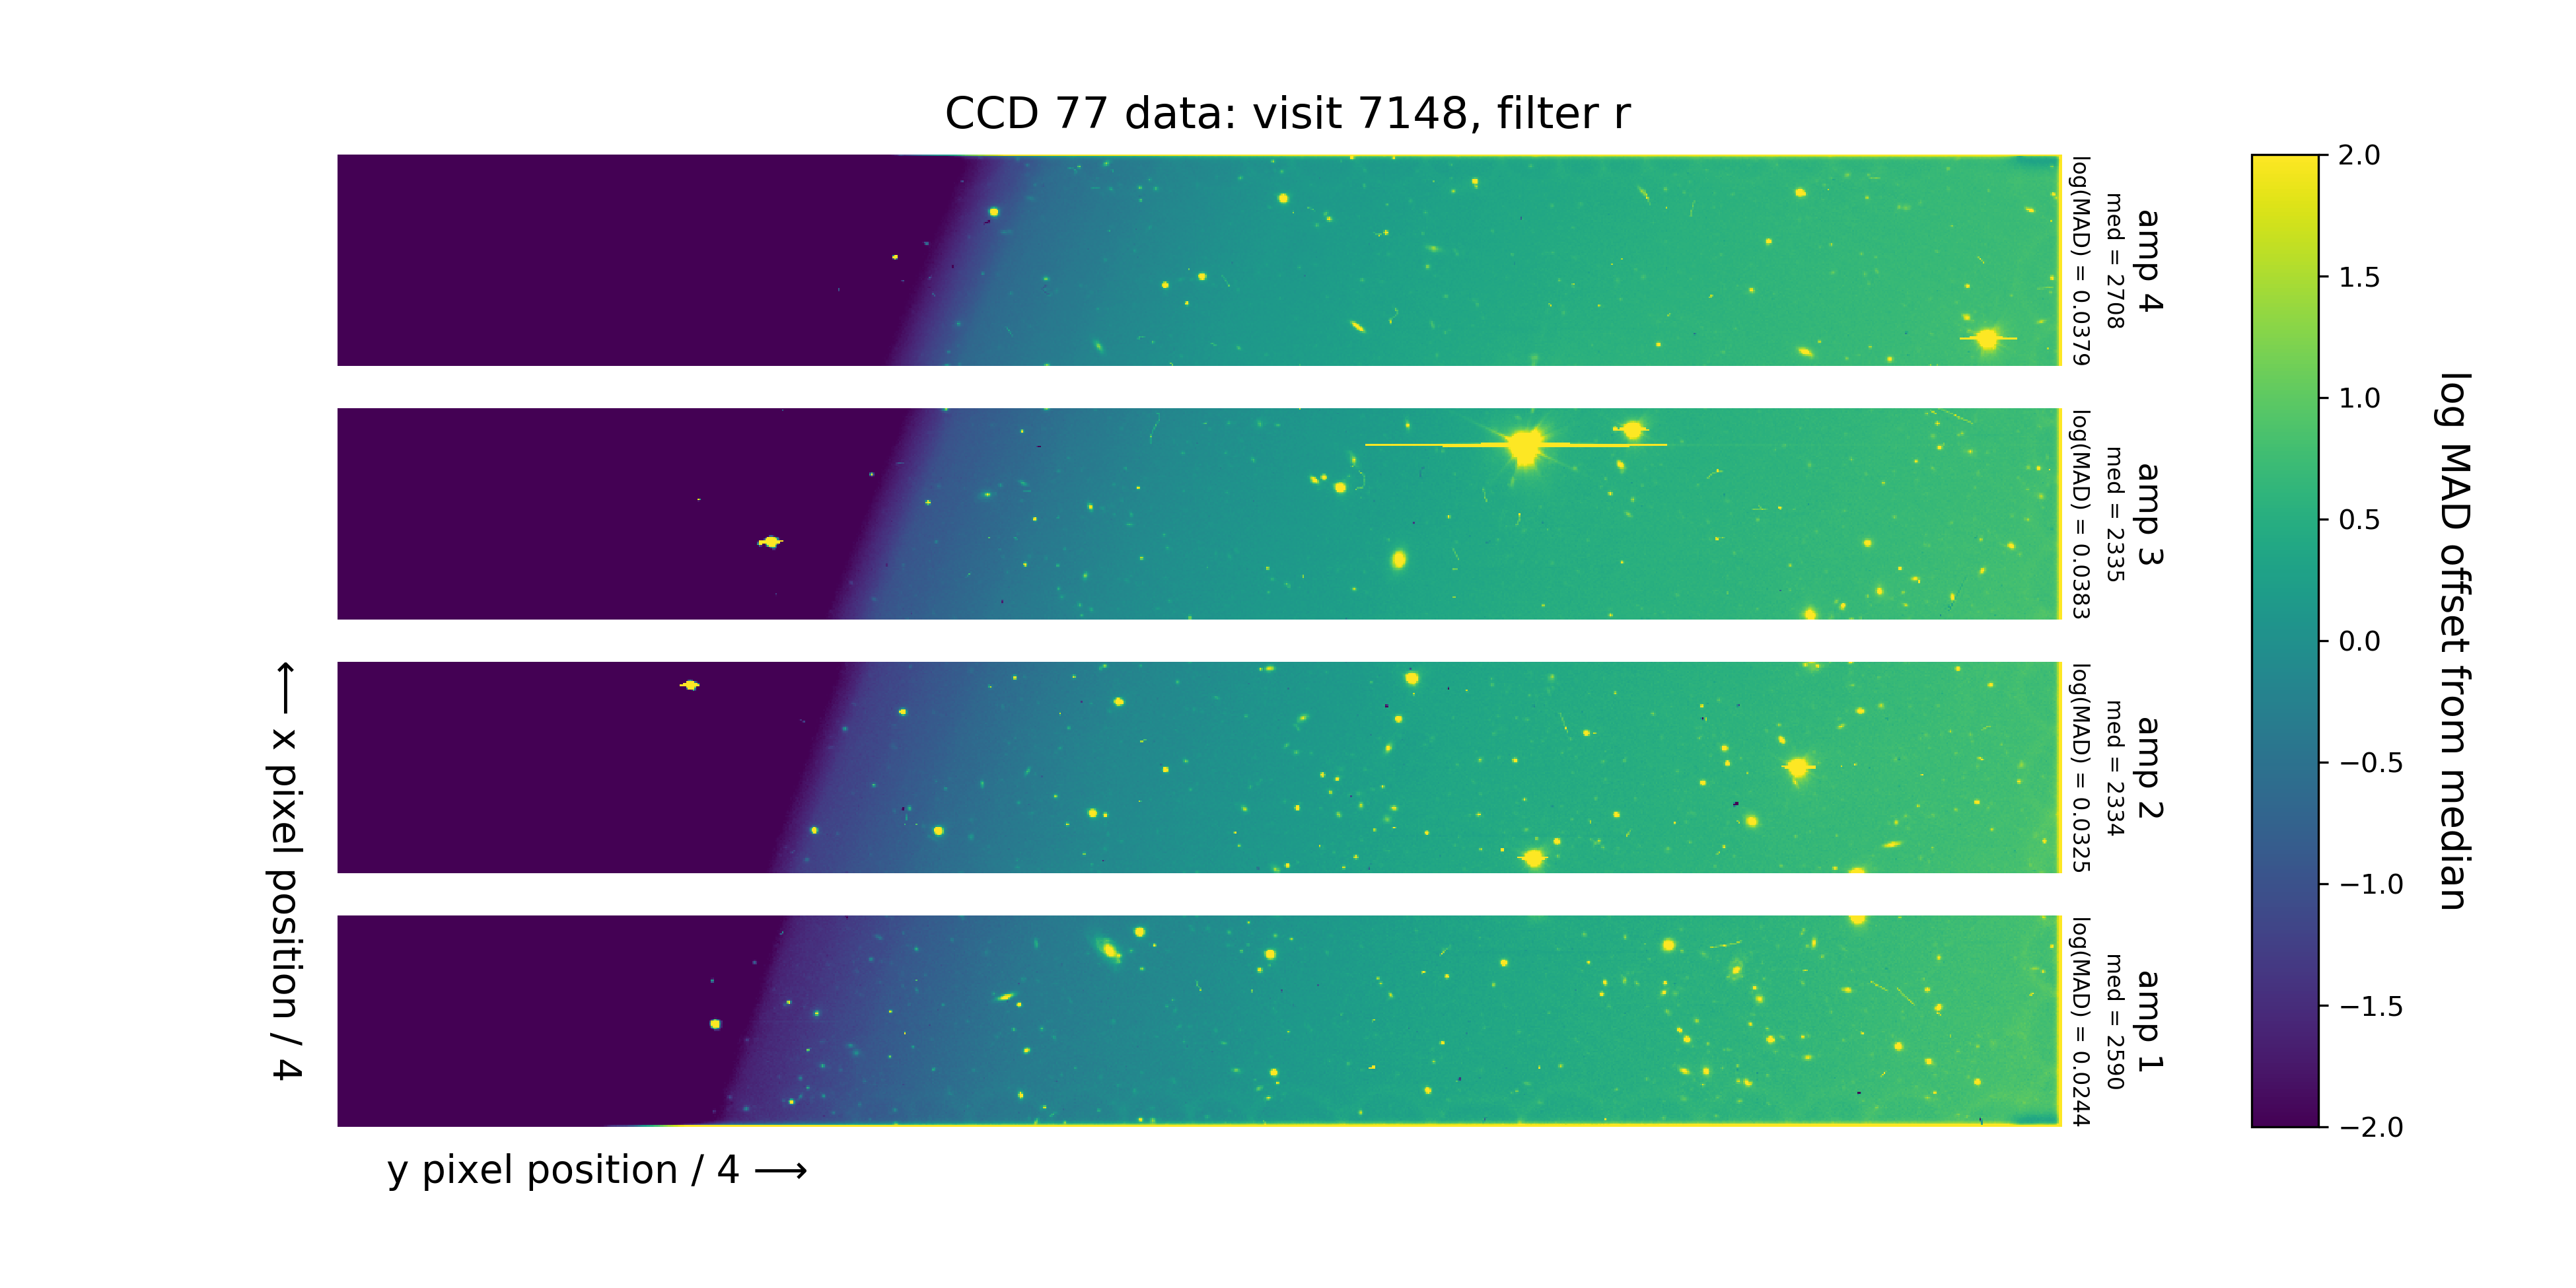 CCD 77 data: visit 7148, filter r
amp 4
med = 2708
log(MAD) = 0.0379
amp 3
med = 2335
log(MAD) = 0.0383
amp 2
med = 2334
log(MAD) = 0.0325
amp 1
med = 2590
log(MAD) = 0.0244
⟵ x pixel position / 4
y pixel position / 4 ⟶
2.0
1.5
1.0
0.5
0.0
−0.5
−1.0
−1.5
−2.0
log MAD offset from median